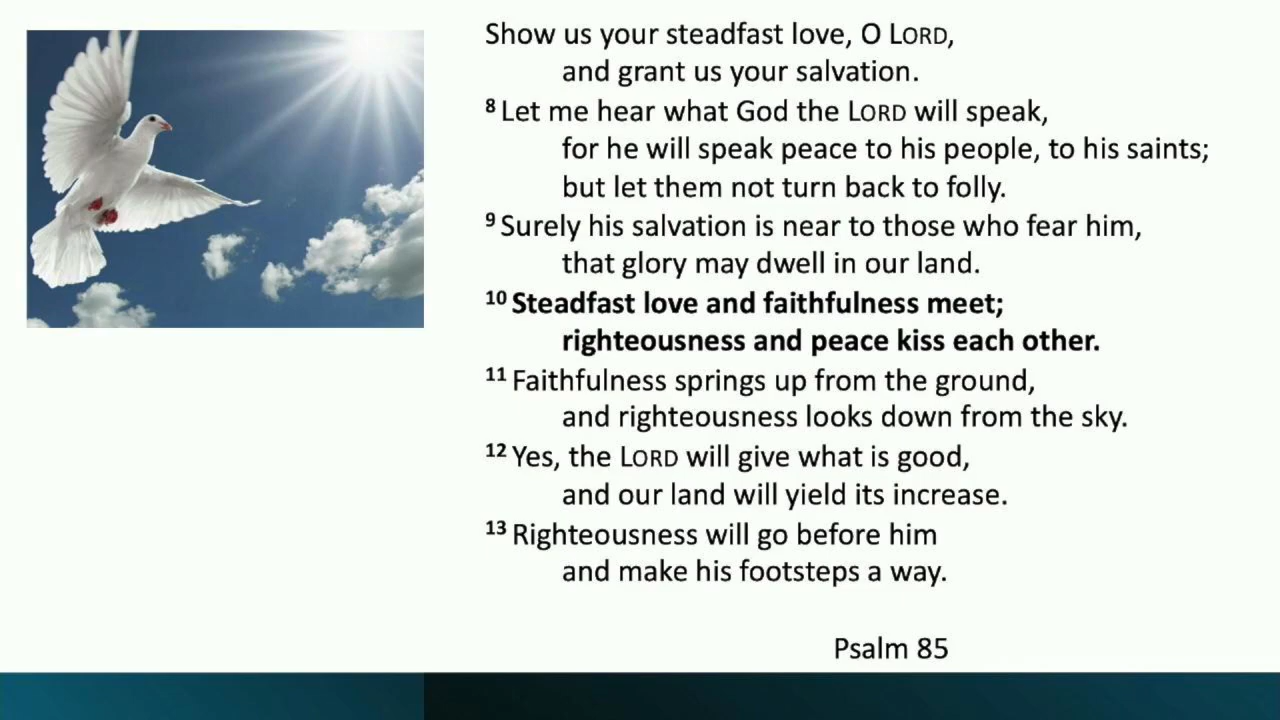 Show us your steadfast love, O LORD,
and grant us your salvation.
8 Let me hear what God the LORD will speak,
for he will speak peace to his people, to his saints;
but let them not turn back to folly.
9 Surely his salvation is near to those who fear him,
that glory may dwell in our land.
10 Steadfast love and faithfulness meet;
righteousness and peace kiss each other.
11 Faithfulness springs up from the ground,
and righteousness looks down from the sky.
12 Yes, the LORD will give what is good,
and our land will yield its increase.
13 Righteousness will go before him
and make his footsteps a way.
Psalm 85